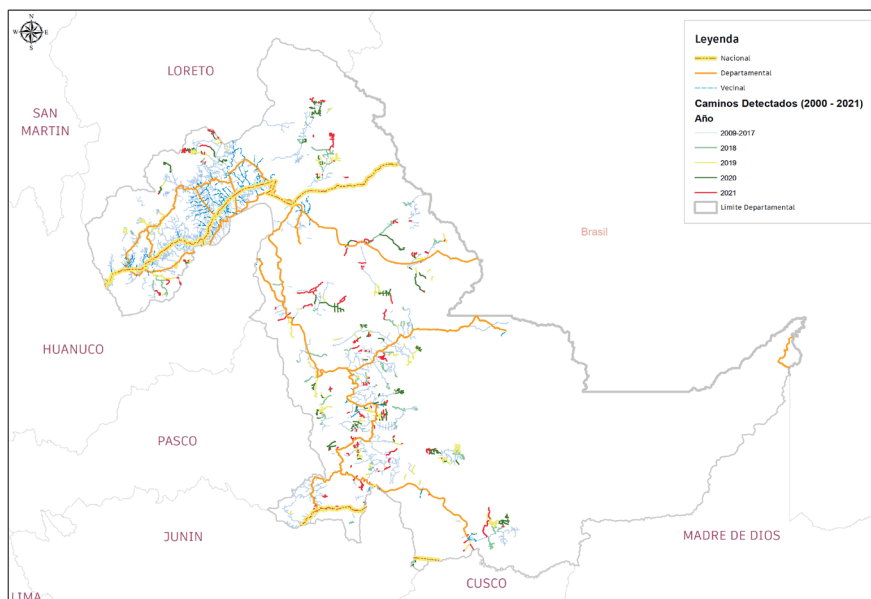 N
W
E
S
LORETO
SAN
MARTIN
HUANUCO
PASCO
JUNIN
LIMA
CUSCO
MADRE DE DIOS
Brasil
Leyenda
Nacional
Departamental
Vecinal
Caminos Detectados (2000 - 2021)
Año
2009-2017
2018
2019
2020
2021
Límite Departamental